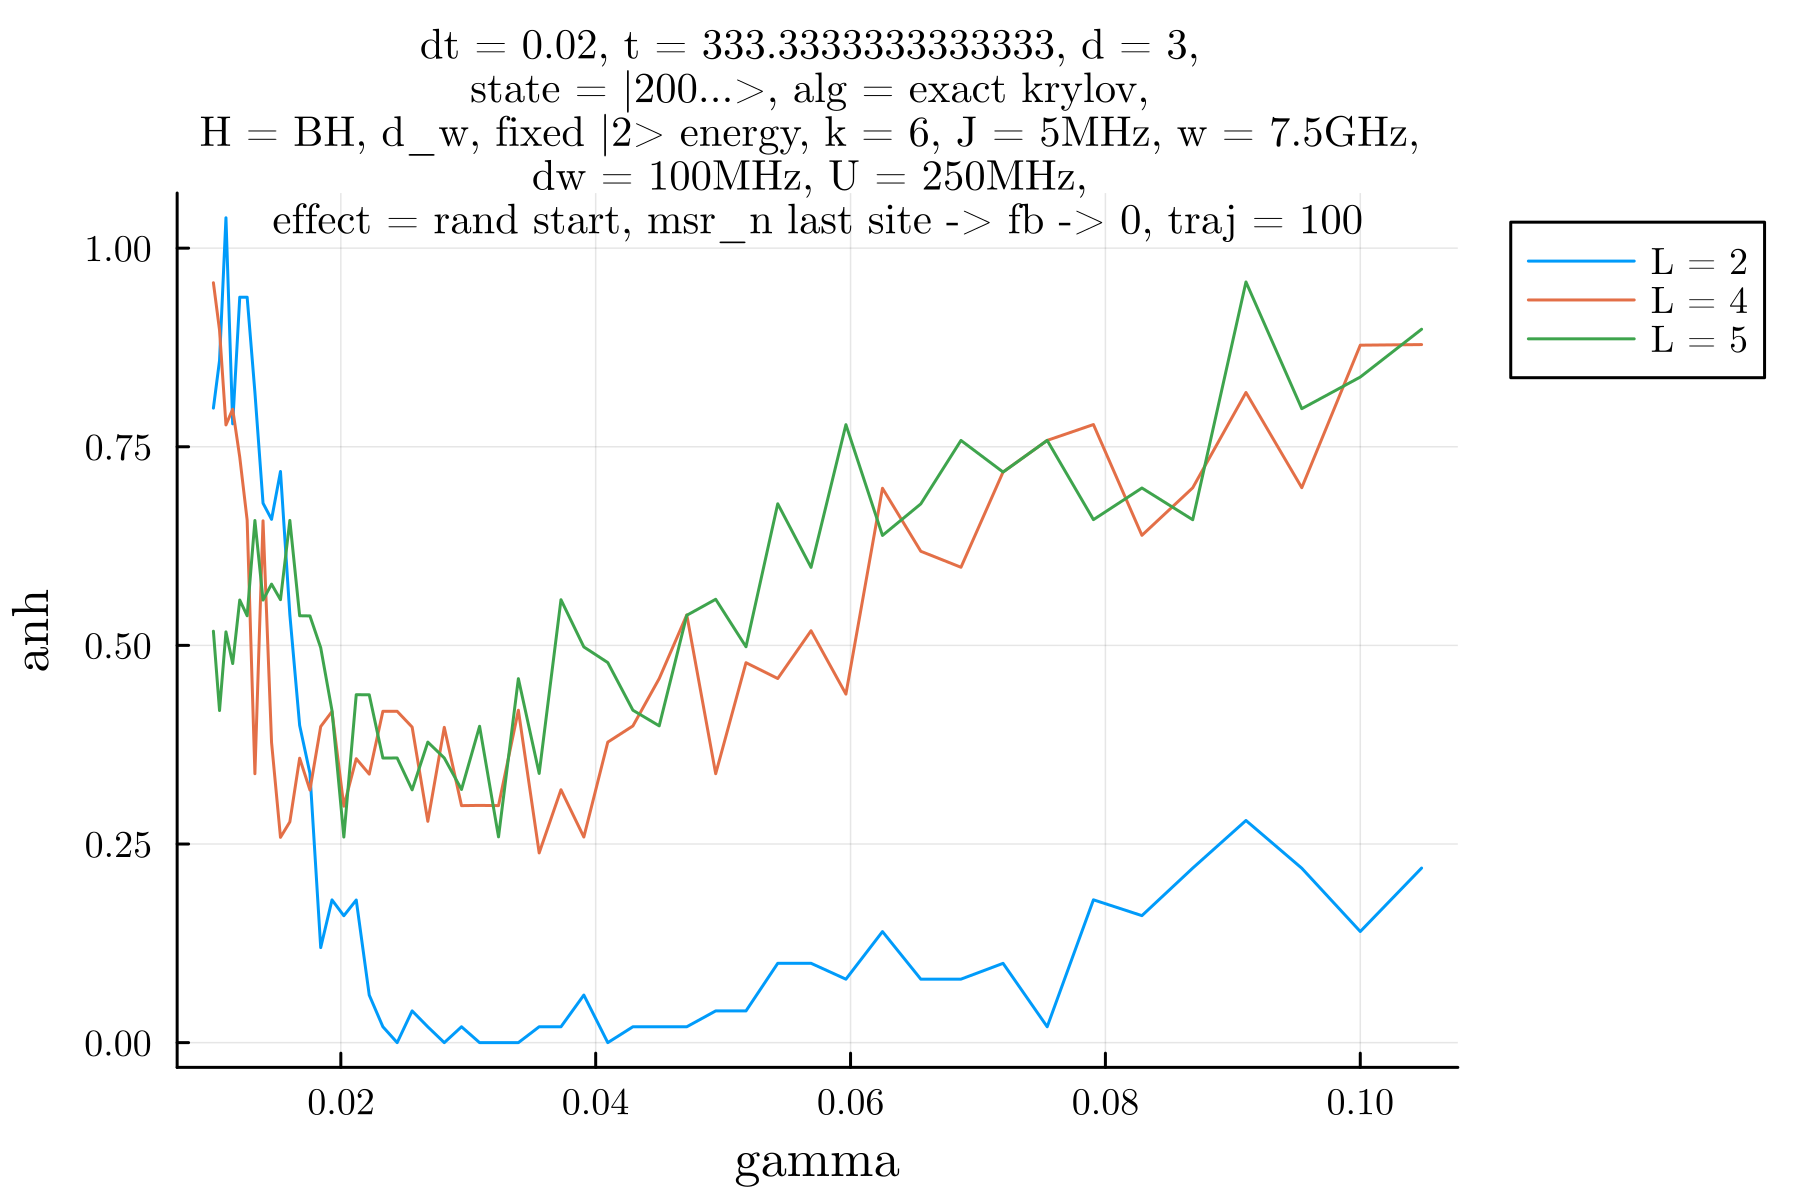 dt = 0.02, t = 333.3333333333333, d = 3,
state = |200...>, alg = exact krylov,
H = BH, d_w, fixed |2> energy, k = 6, J = 5MHz, w = 7.5GHz,
dw = 100MHz, U = 250MHz,
effect = rand start, msr_n last site -> fb -> 0, traj = 100
L = 2
L = 4
L = 5
1.00
0.75
0.50
0.25
0.00
anh
0.02 0.04 0.06 0.08 0.10
gamma